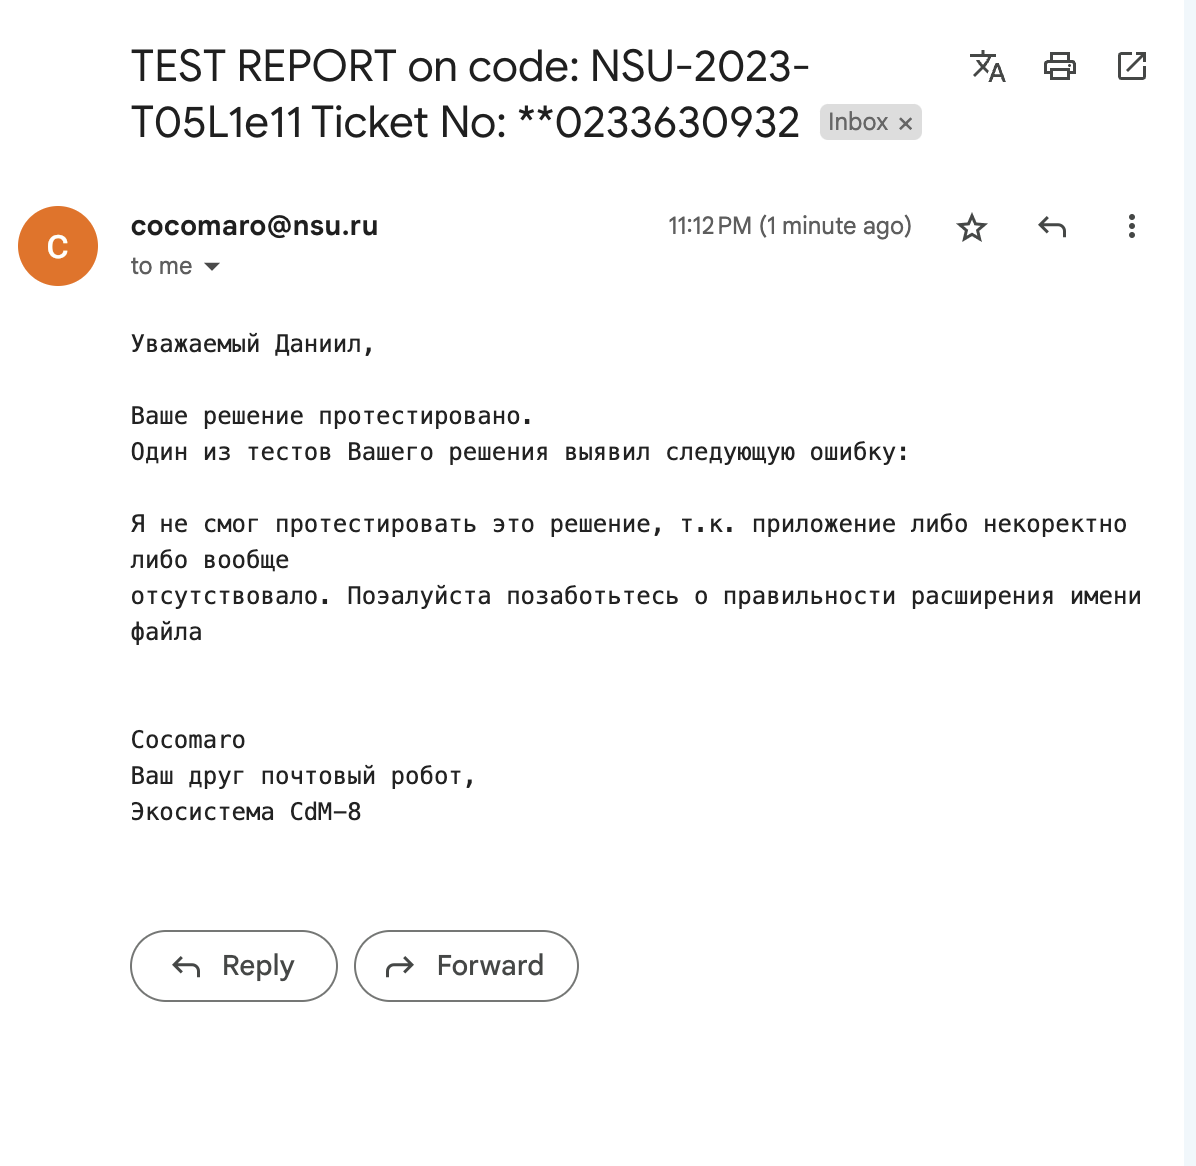 TEST REPORT on code: NSU-2023-
T05L1e11 Ticket No: **0233630932 Inbox ×
cocomaro@nsu.ru 11:12 PM (1 minute ago)
C
to me
Уважаемый Даниил,
Ваше решение протестировано.
Один из тестов Вашего решения выявил следующую ошибку:
Я не смог протестировать это решение, т.к. приложение либо некоректно
либо вообще
отсутствовало. Поэалуйста позаботьтесь о правильности расширения имени
файла
Cocomaro
Ваш друг почтовый робот,
Экосистема CdM-8
Reply Forward